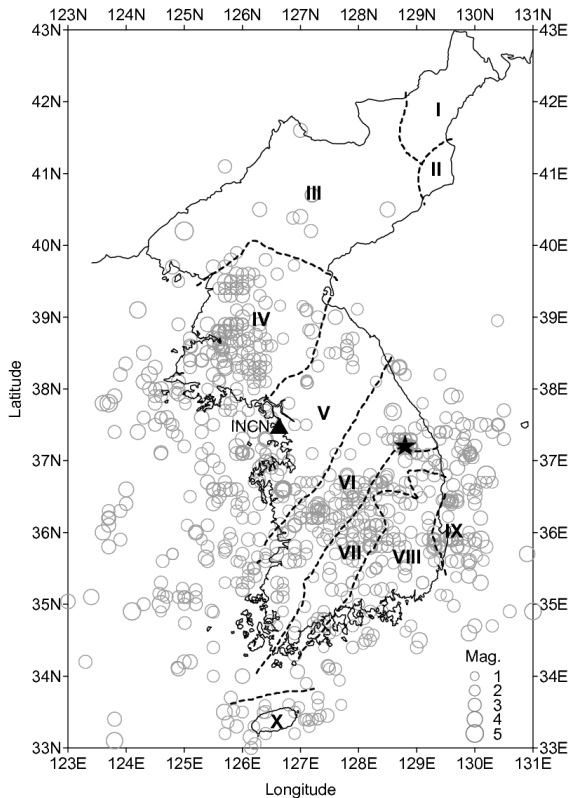 123N 124N 125N 126N 127N 128N 129N 130N 131N
43N 43E
42N 42E
I
41N II 41E
III
40N 40E
39N IV 39E
38N 38E
V
INCN
37N 37E
VI
36N IX 36E
VII VIII
35N 35E
Mag.
34N 1 34E
2
3
X 4
5
33N 33E
123E 124E 125E 126E 127E 128E 129E 130E 131E
Longitude
Latitude